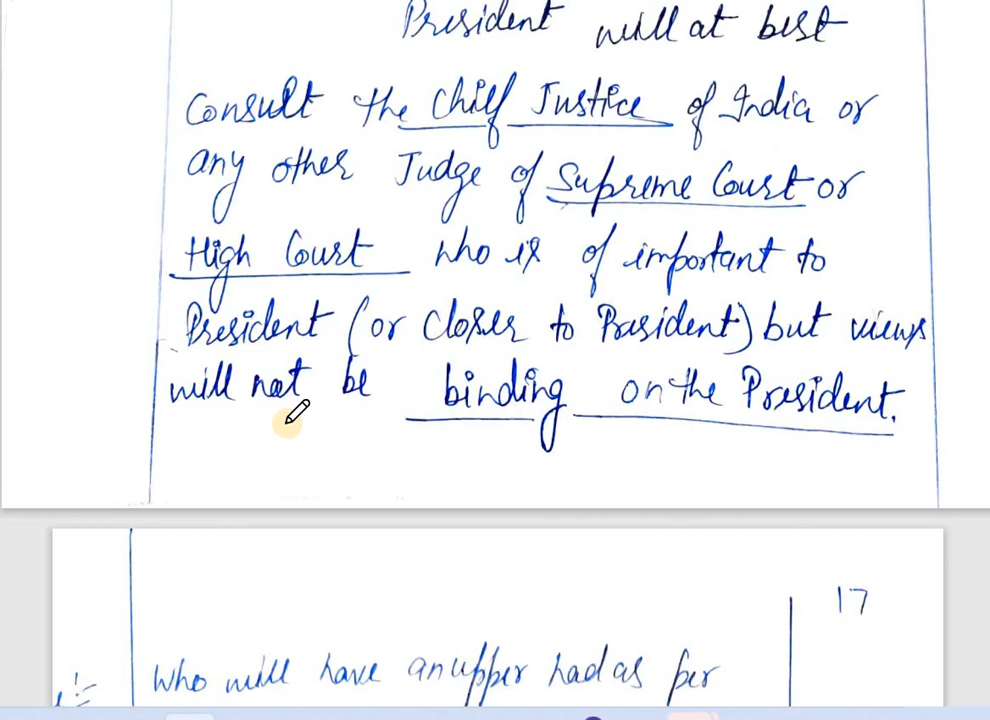 President will at best
Consult the Chief Justice of India or
any other Judge of Supreme Court or
High Court who is of important to
President (or closer to President) but views
will not be binding on the President.
17
Who will have an upper hand as per